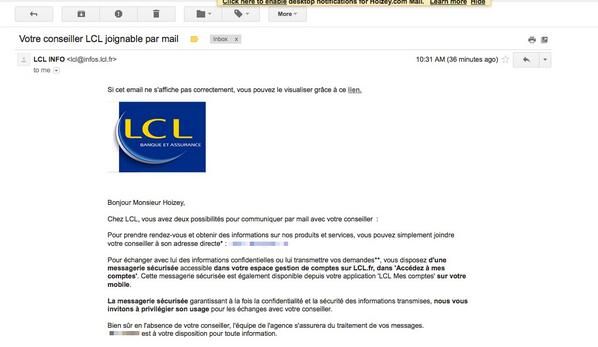 Click here to enable desktop notifications for Hoizey.com Mail. Learn more Hide
More
Votre conseiller LCL joignable par mail
Inbox x
LCL INFO <lcl@infos.lcl.fr>
10:31 AM (36 minutes ago)
to me
Si cet email ne s'affiche pas correctement, vous pouvez le visualiser grâce à ce lien.
LCL
BANQUE ET ASSURANCE
Bonjour Monsieur Hoizey,
Chez LCL, vous avez deux possibilités pour communiquer par mail avec votre conseiller :
Pour prendre rendez-vous et obtenir des informations sur nos produits et services, vous pouvez simplement joindre
votre conseiller à son adresse directe* :
Pour échanger avec lui des informations confidentielles ou lui transmettre vos demandes**, vous disposez d'une
messagerie sécurisée accessible dans votre espace gestion de comptes sur LCL.fr, dans 'Accédez à mes
comptes'. Cette messagerie sécurisée est également disponible depuis votre application 'LCL Mes comptes' sur votre
mobile.
La messagerie sécurisée garantissant à la fois la confidentialité et la sécurité des informations transmises, nous vous
invitons à privilégier son usage pour les échanges avec votre conseiller.
Bien sûr en l'absence de votre conseiller, l'équipe de l'agence s'assurera du traitement de vos messages.
est à votre disposition pour toute information.